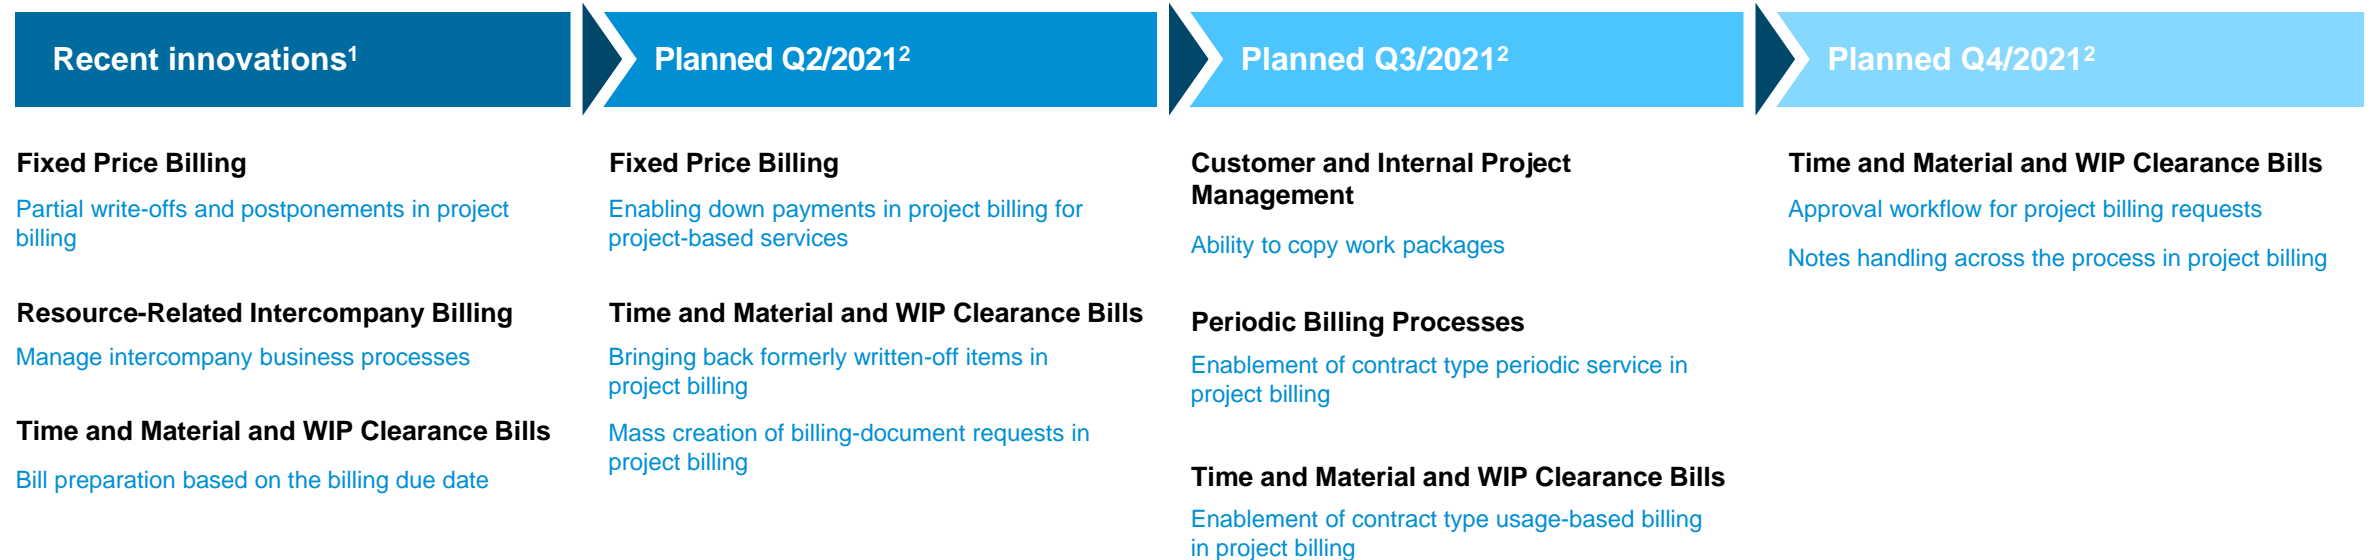 Recent innovations¹
Planned Q2/2021²
Planned Q3/2021²
Planned Q4/2021²
Fixed Price Billing
Partial write-offs and postponements in project
billing
Resource-Related Intercompany Billing
Manage intercompany business processes
Time and Material and WIP Clearance Bills
Bill preparation based on the billing due date
Fixed Price Billing
Enabling down payments in project billing for
project-based services
Time and Material and WIP Clearance Bills
Bringing back formerly written-off items in
project billing
Mass creation of billing-document requests in
project billing
Customer and Internal Project
Management
Ability to copy work packages
Periodic Billing Processes
Enablement of contract type periodic service in
project billing
Time and Material and WIP Clearance Bills
Enablement of contract type usage-based billing
in project billing
Time and Material and WIP Clearance Bills
Approval workflow for project billing requests
Notes handling across the process in project billing